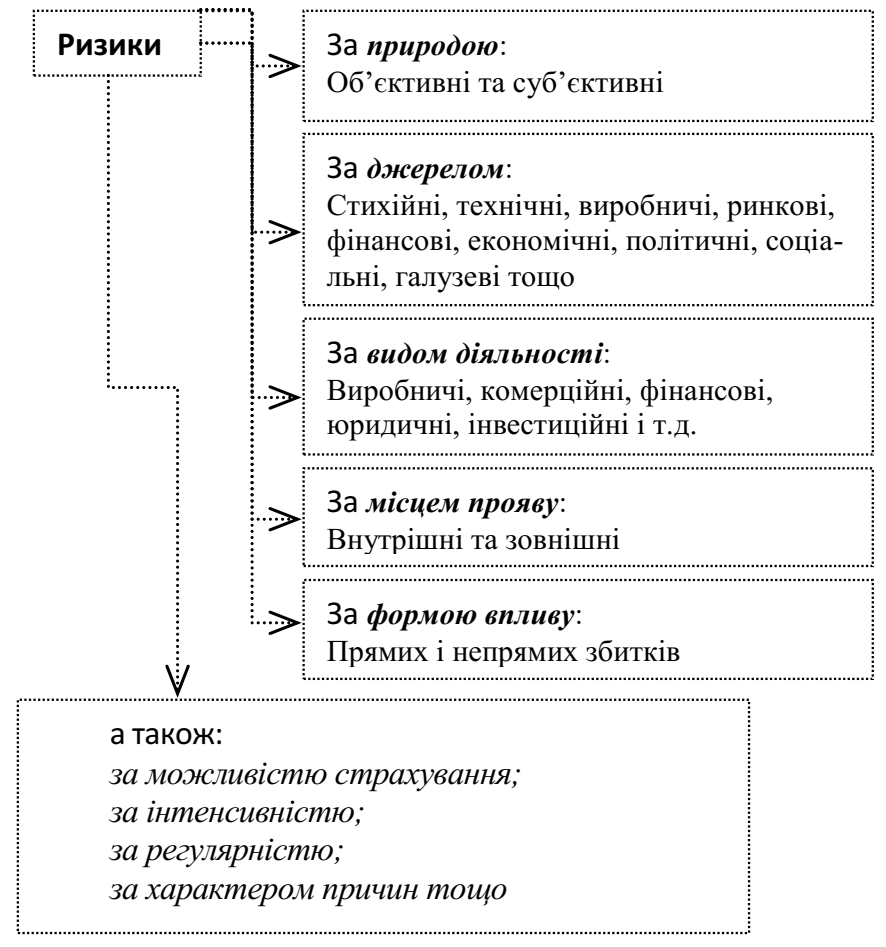 Ризики
За природою:
Об’єктивні та суб’єктивні
За джерелом:
Стихійні, технічні, виробничі, ринкові,
фінансові, економічні, політичні, соціа-
льні, галузеві тощо
За видом діяльності:
Виробничі, комерційні, фінансові,
юридичні, інвестиційні і т.д.
За місцем прояву:
Внутрішні та зовнішні
За формою впливу:
Прямих і непрямих збитків
а також:
за можливістю страхування;
за інтенсивністю;
за регулярністю;
за характером причин тощо